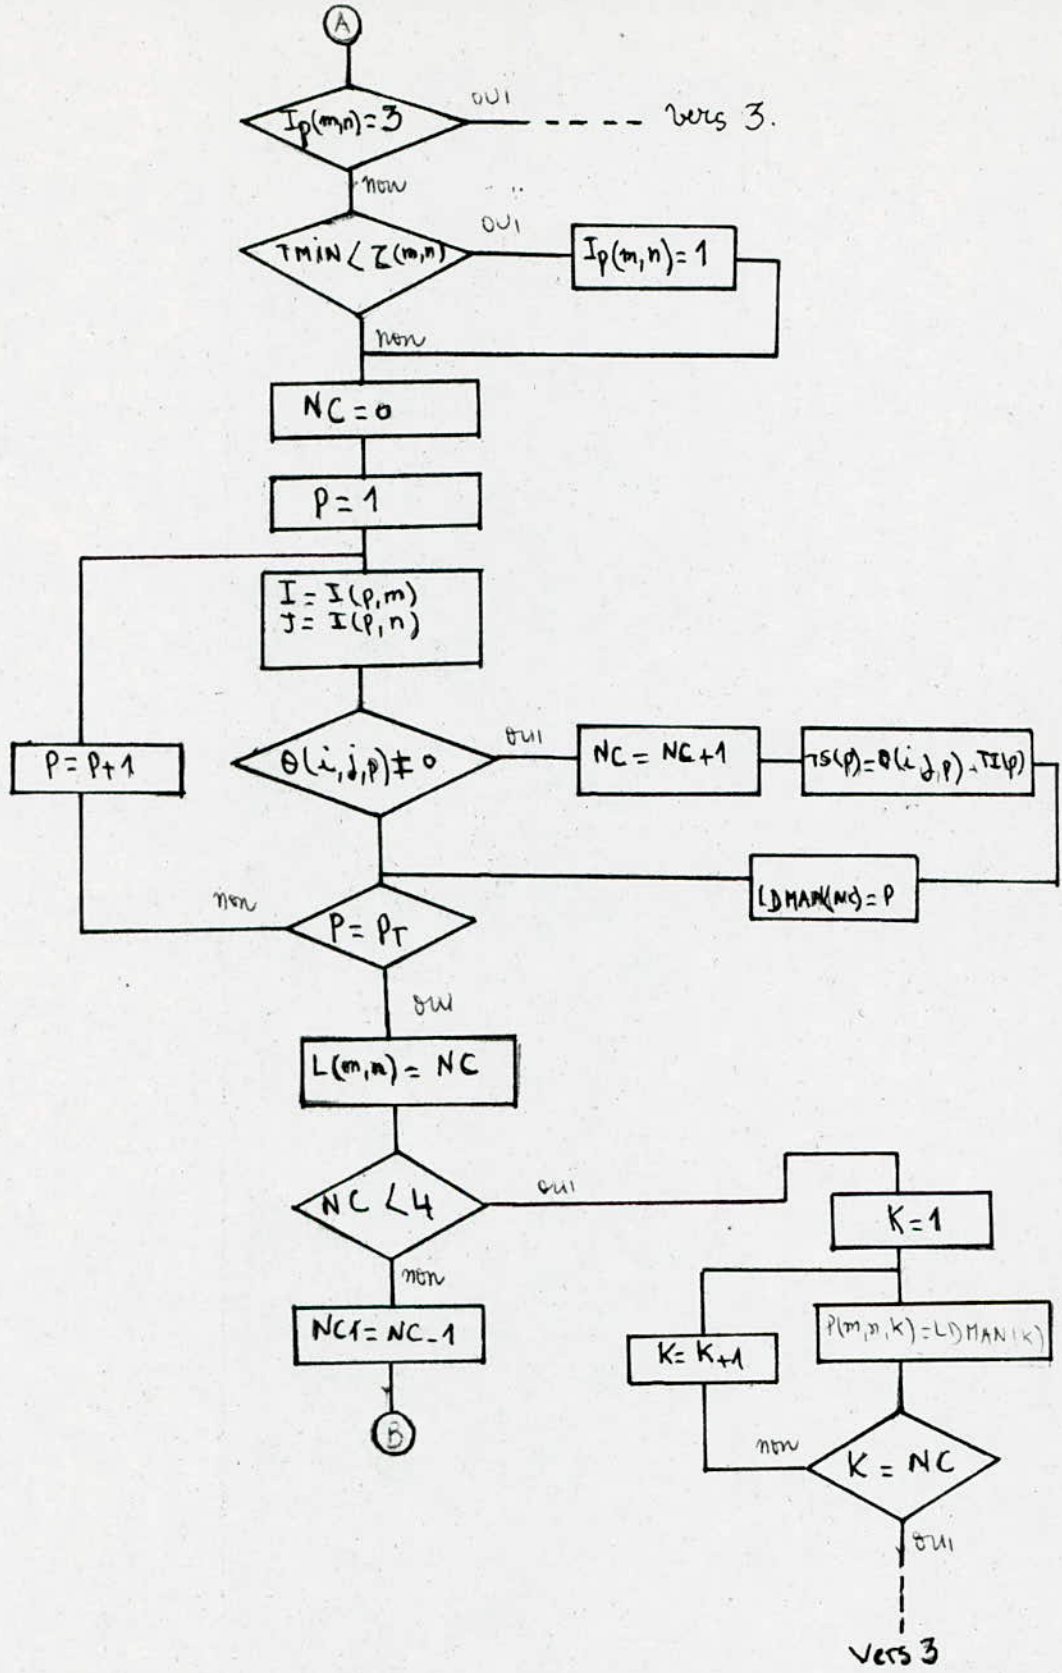 A
Ip(m,n)=3
oui
vers 3.
non
TMIN < τ(m,n)
oui
Ip(m,n)=1
non
NC = 0
P = 1
I = I(p,m)
J = I(p,n)
P = P+1
θ(i,j,p) ≠ 0
oui
NC = NC+1
TS(p)=θ(i,j,p) - TI(p)
LDMAN(NC) = P
non
P = PT
oui
L(m,n) = NC
NC < 4
oui
K=1
non
NC1 = NC-1
K = K+1
P(m,n,k)=LDMAN(K)
B
non
K = NC
oui
vers 3